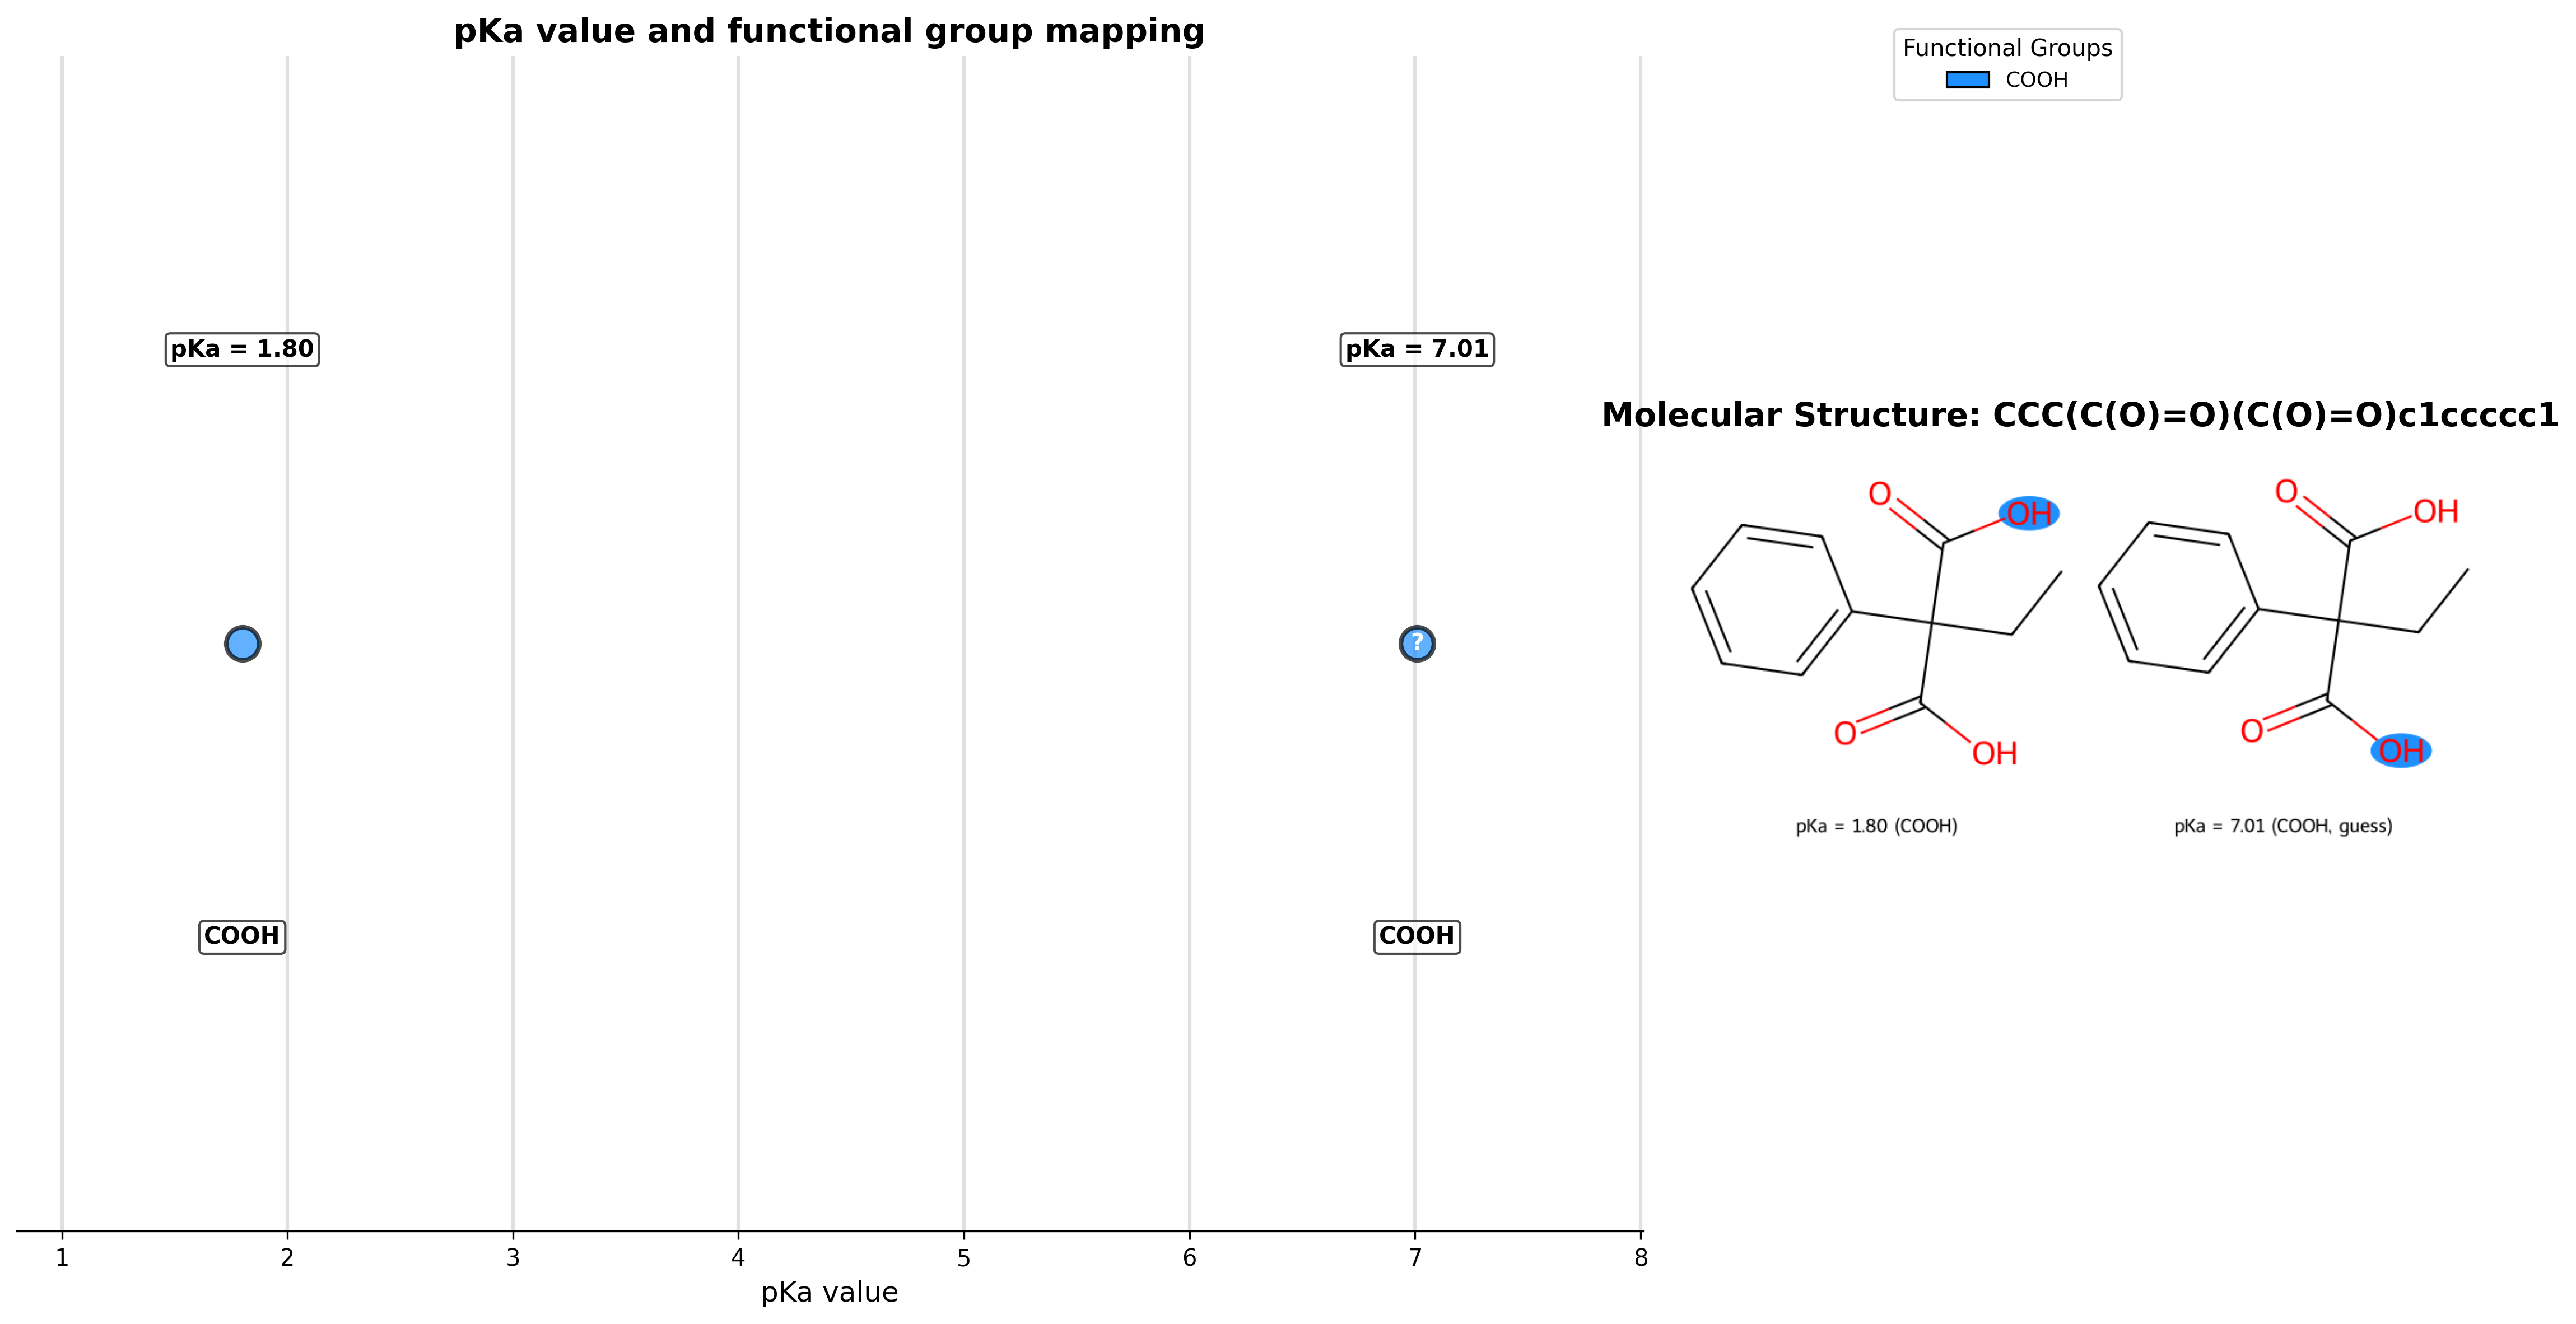 pKa value and functional group mapping
Functional Groups
COOH
pKa = 1.80
pKa = 7.01
?
COOH
COOH
1 2 3 4 5 6 7 8
pKa value
Molecular Structure: CCC(C(O)=O)(C(O)=O)c1ccccc1
O
OH
O
OH
pKa = 1.80 (COOH)
O
OH
O
OH
pKa = 7.01 (COOH, guess)